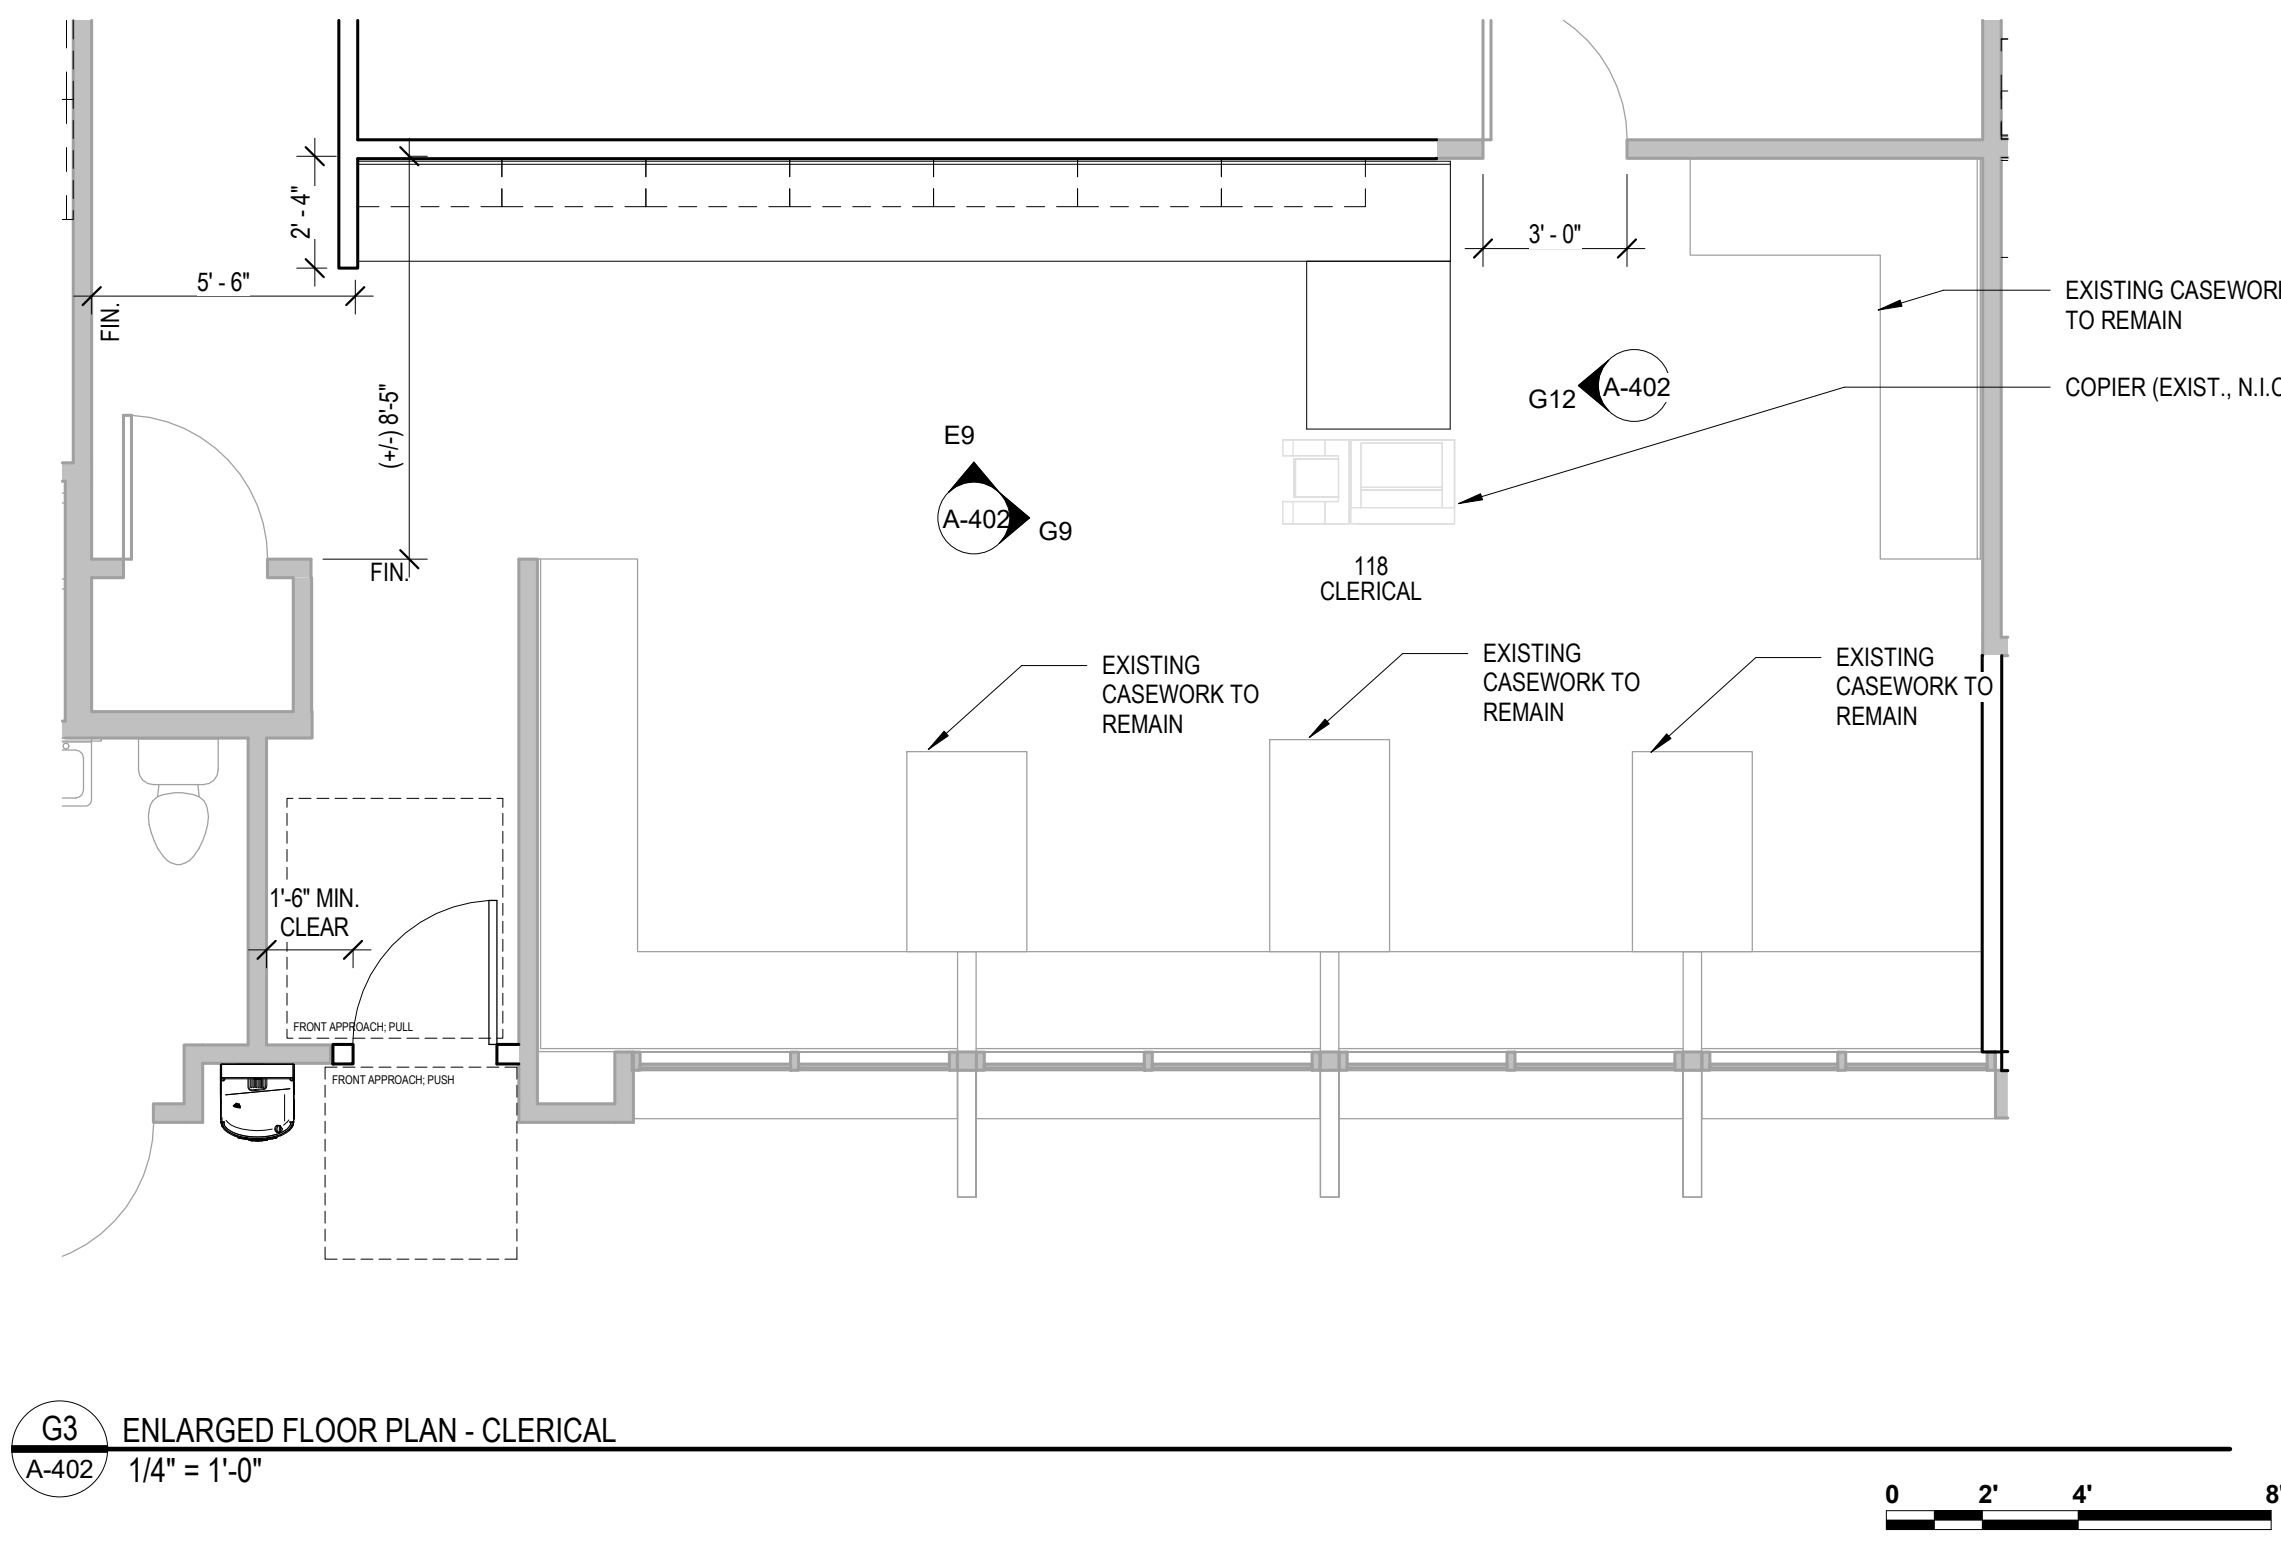 2' - 4"
5' - 6"
FIN.
(+/-) 8'-5"
FIN.
3' - 0"
EXISTING CASEWORK
TO REMAIN
COPIER (EXIST., N.I.C
G12
A-402
E9
A-402
G9
118
CLERICAL
EXISTING
CASEWORK TO
REMAIN
EXISTING
CASEWORK TO
REMAIN
EXISTING
CASEWORK TO
REMAIN
1'-6" MIN.
CLEAR
FRONT APPROACH; PULL
FRONT APPROACH; PUSH
G3
A-402
ENLARGED FLOOR PLAN - CLERICAL
1/4" = 1'-0"
0 2' 4' 8'